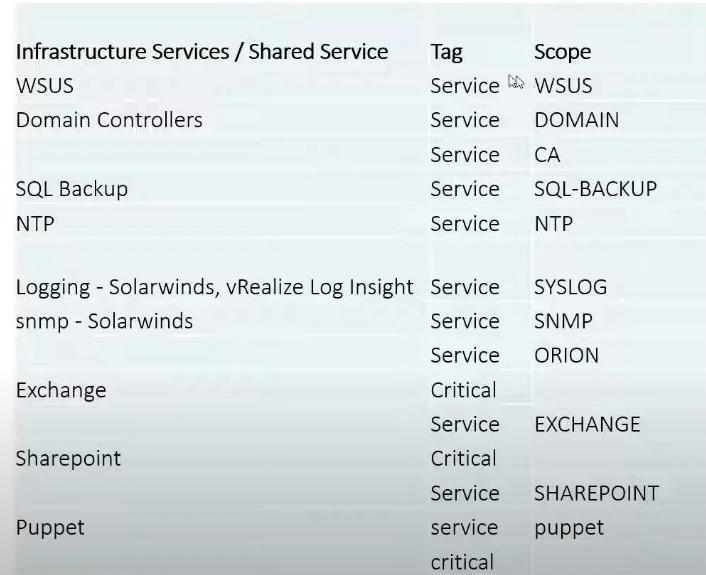 Infrastructure Services / Shared Service Tag Scope
WSUS Service WSUS
Domain Controllers Service DOMAIN
Service CA
SQL Backup Service SQL-BACKUP
NTP Service NTP
Logging - Solarwinds, vRealize Log Insight Service SYSLOG
snmp - Solarwinds Service SNMP
Service ORION
Exchange Critical
Service EXCHANGE
Sharepoint Critical
Service SHAREPOINT
Puppet service puppet
critical